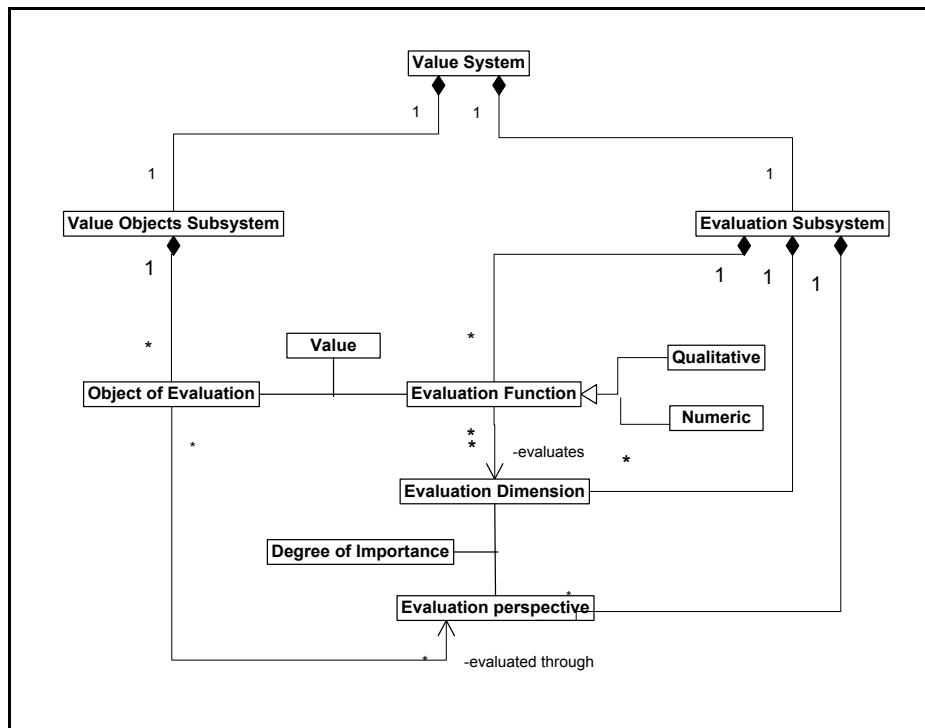 Value System
1
1
1
1
Value Objects Subsystem
Evaluation Subsystem
1
1
1
1
*
*
Value
Qualitative
Object of Evaluation
Evaluation Function
Numeric
*
*
*
-evaluates
*
Evaluation Dimension
Degree of Importance
*
Evaluation perspective
*
-evaluated through